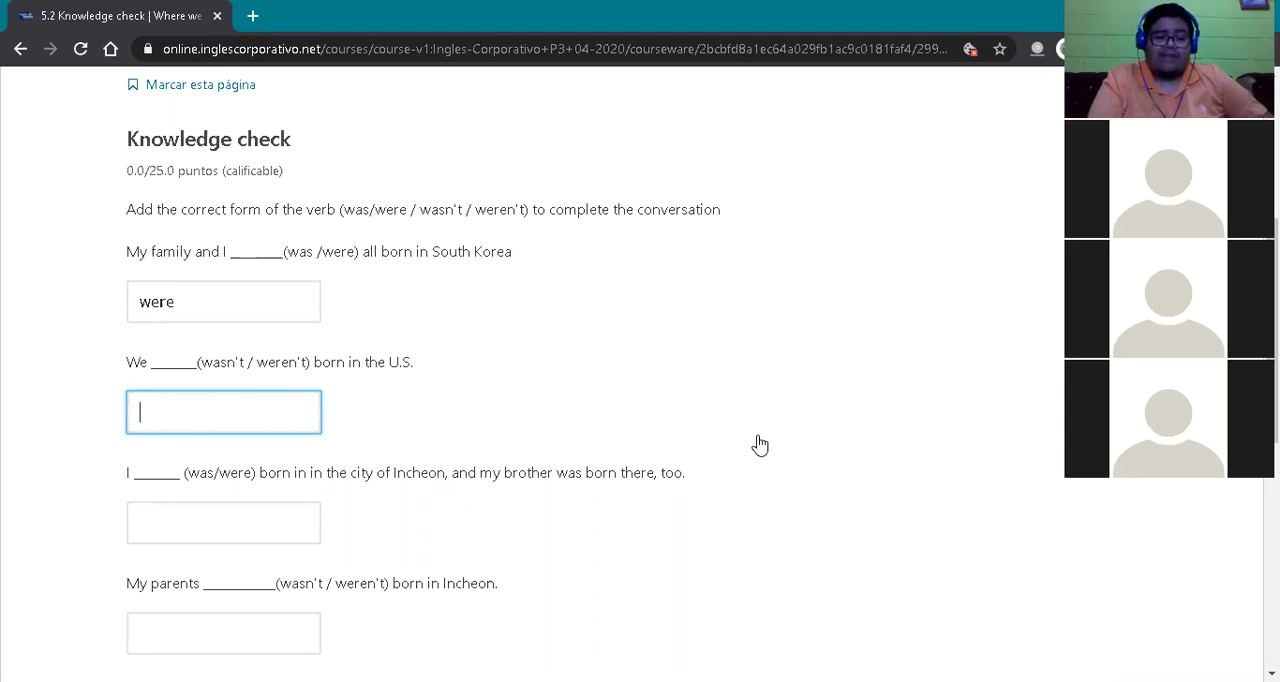 5.2 Knowledge check | Where we
online.inglescorporativo.net/courses/course-v1:Ingles-Corporativo+P3+04-2020/courseware/2bcbfd8a1ec64a029fb1ac9c0181faf4/299...
Marcar esta página
Knowledge check
0.0/25.0 puntos (calificable)
Add the correct form of the verb (was/were / wasn't / weren't) to complete the conversation
My family and I _______(was /were) all born in South Korea
were
We ______(wasn't / weren't) born in the U.S.
I ______ (was/were) born in in the city of Incheon, and my brother was born there, too.
My parents __________(wasn't / weren't) born in Incheon.